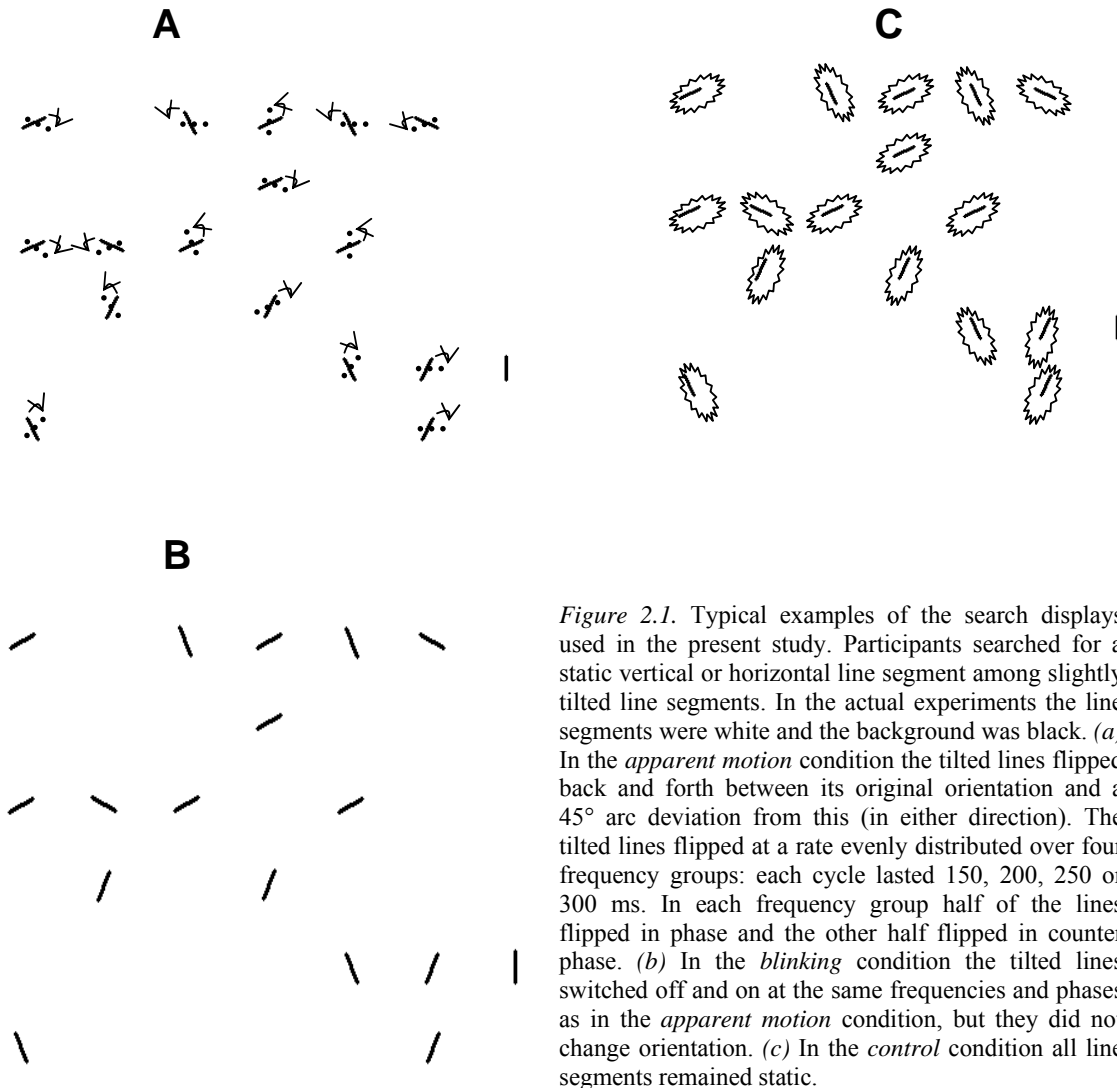 A
C
B
Figure 2.1. Typical examples of the search displays
used in the present study. Participants searched for a
static vertical or horizontal line segment among slightly
tilted line segments. In the actual experiments the line
segments were white and the background was black. (a)
In the apparent motion condition the tilted lines flipped
back and forth between its original orientation and a
45° arc deviation from this (in either direction). The
tilted lines flipped at a rate evenly distributed over four
frequency groups: each cycle lasted 150, 200, 250 or
300 ms. In each frequency group half of the lines
flipped in phase and the other half flipped in counter
phase. (b) In the blinking condition the tilted lines
switched off and on at the same frequencies and phases
as in the apparent motion condition, but they did not
change orientation. (c) In the control condition all line
segments remained static.